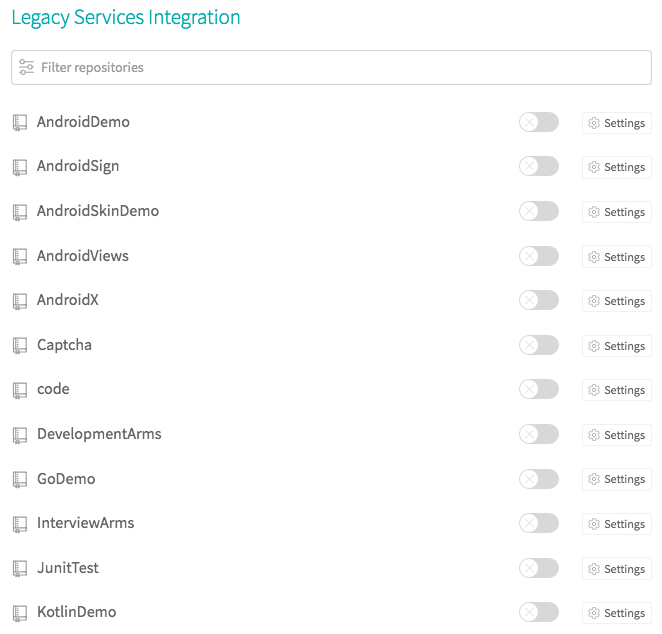 Legacy Services Integration
Filter repositories
AndroidDemo Settings
AndroidSign Settings
AndroidSkinDemo Settings
AndroidViews Settings
AndroidX Settings
Captcha Settings
code Settings
DevelopmentArms Settings
GoDemo Settings
InterviewArms Settings
JunitTest Settings
KotlinDemo Settings